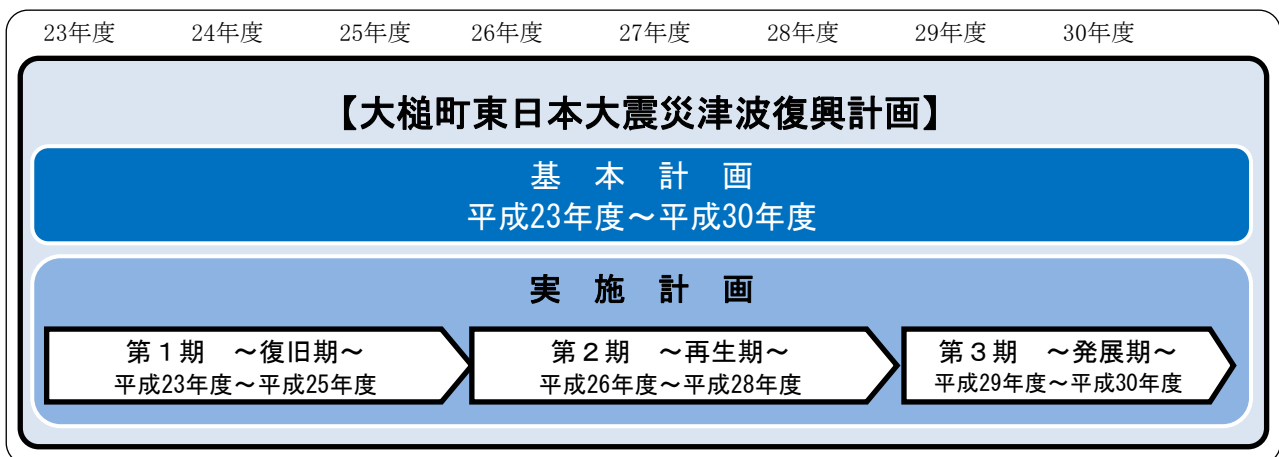 23年度 24年度 25年度 26年度 27年度 28年度 29年度 30年度
【大槌町東日本大震災津波復興計画】
基 本 計 画
平成23年度～平成30年度
実 施 計 画
第１期 ～復旧期～
平成23年度～平成25年度
第２期 ～再生期～
平成26年度～平成28年度
第３期 ～発展期～
平成29年度～平成30年度